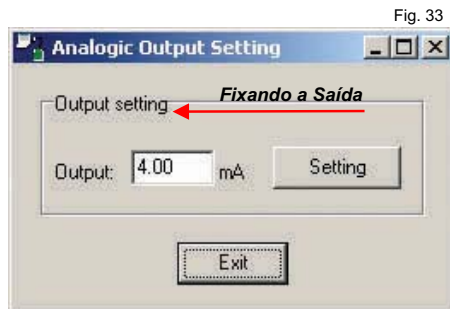 Fig. 33
Analogic Output Setting
Output setting
Fixando a Saída
Output: 4.00 mA Setting
Exit